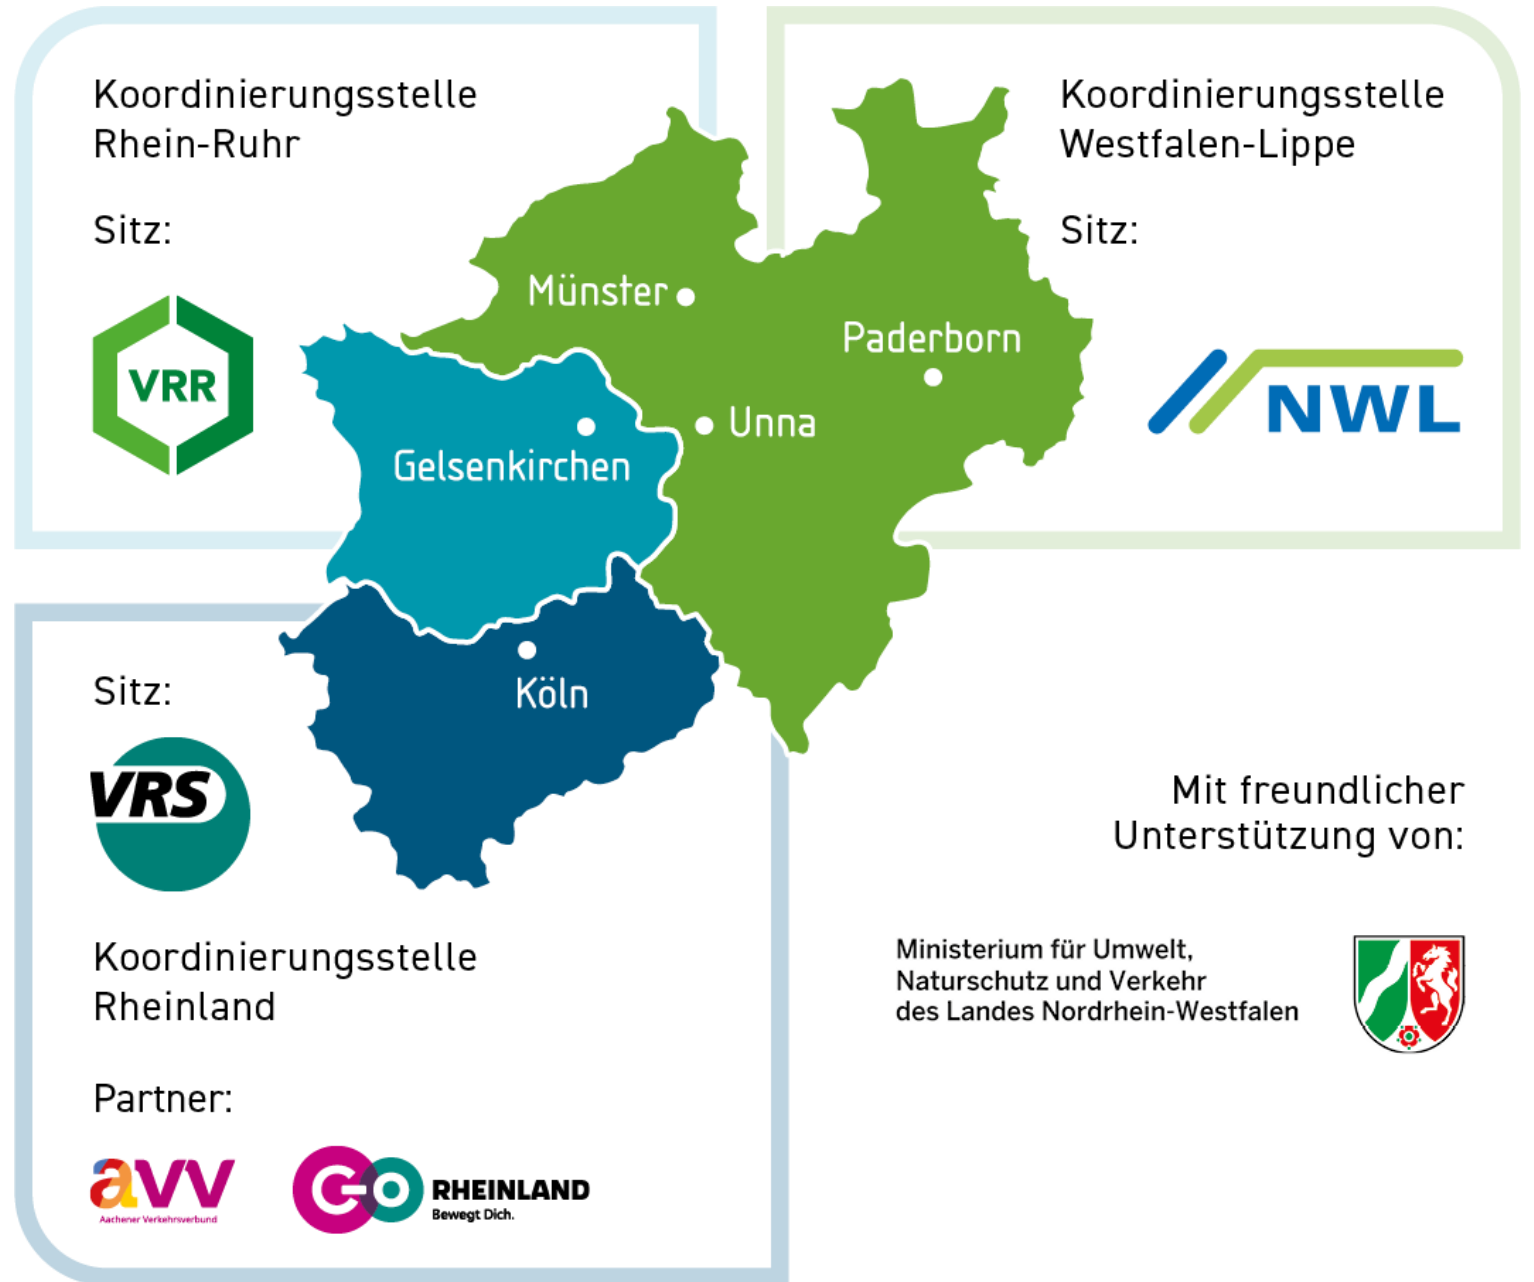 Koordinierungsstelle
Rhein-Ruhr
Sitz:
VRR
Koordinierungsstelle
Westfalen-Lippe
Sitz:
NWL
Münster
Paderborn
Unna
Gelsenkirchen
Köln
Sitz:
VRS
Koordinierungsstelle
Rheinland
Partner:
avv
Aachener Verkehrsverbund
GO
RHEINLAND
Bewegt Dich.
Mit freundlicher
Unterstützung von:
Ministerium für Umwelt,
Naturschutz und Verkehr
des Landes Nordrhein-Westfalen